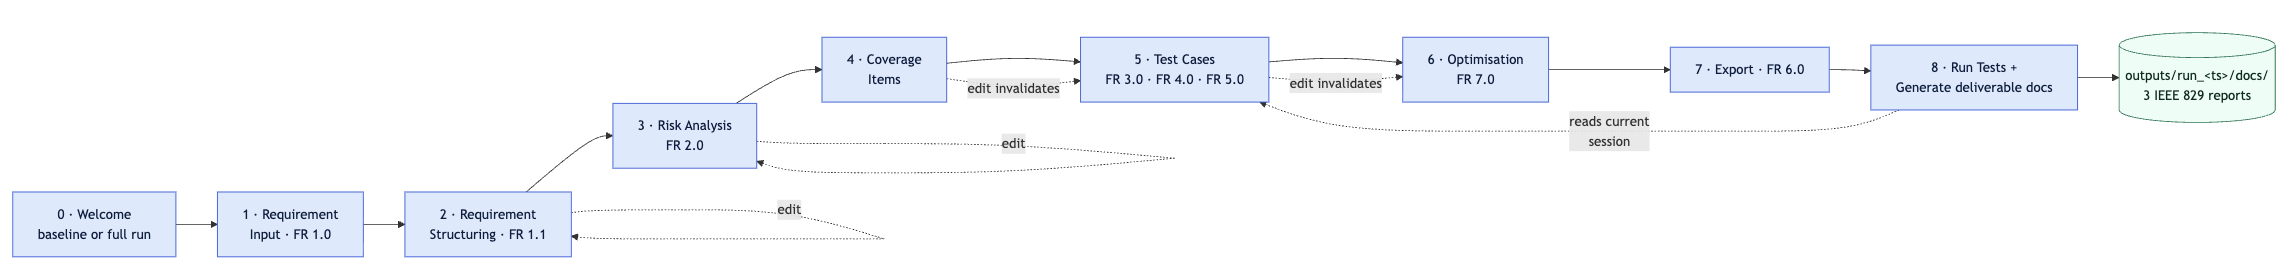 0 · Welcome
baseline or full run
1 · Requirement
Input · FR 1.0
2 · Requirement
Structuring · FR 1.1
edit
3 · Risk Analysis
FR 2.0
edit
4 · Coverage
Items
edit invalidates
5 · Test Cases
FR 3.0 · FR 4.0 · FR 5.0
edit invalidates
6 · Optimisation
FR 7.0
7 · Export · FR 6.0
reads current
session
8 · Run Tests +
Generate deliverable docs
outputs/run_<ts>/docs/
3 IEEE 829 reports